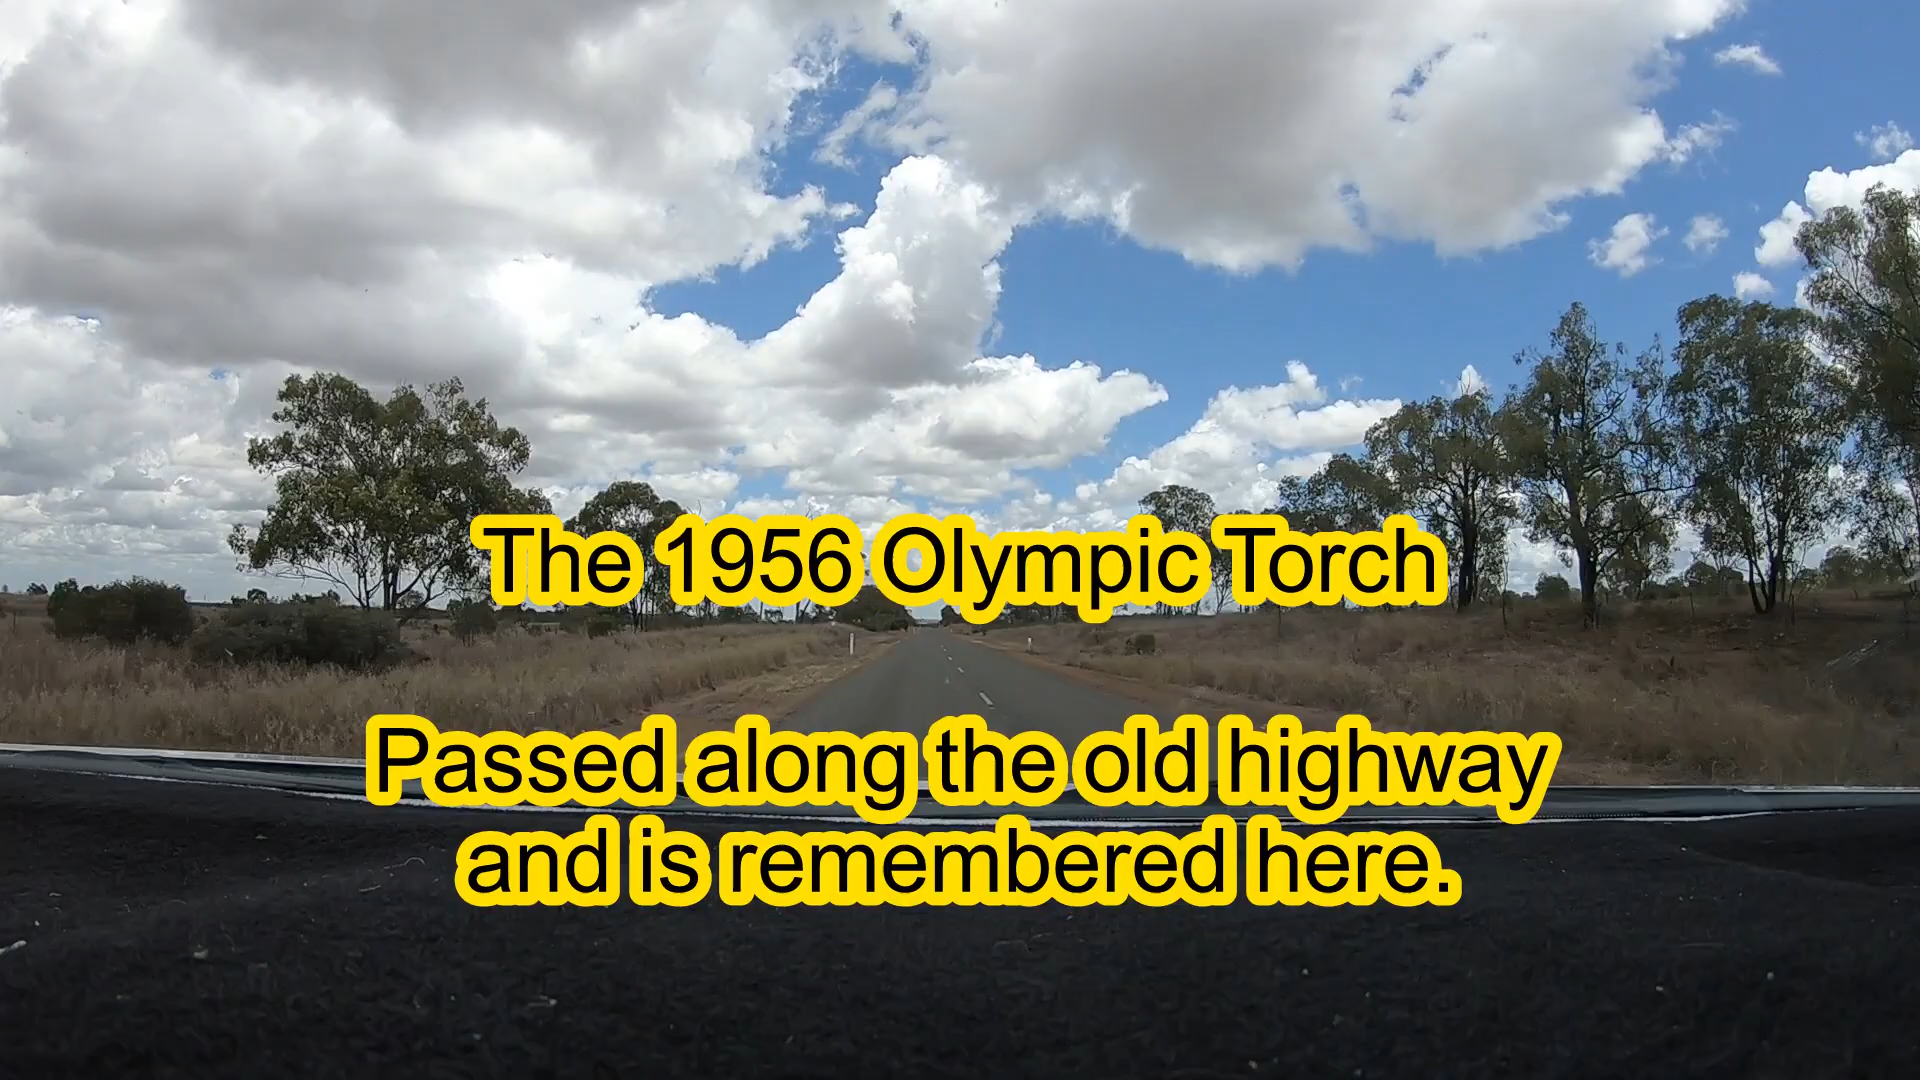 The 1956 Olympic Torch
Passed along the old highway
and is remembered here.